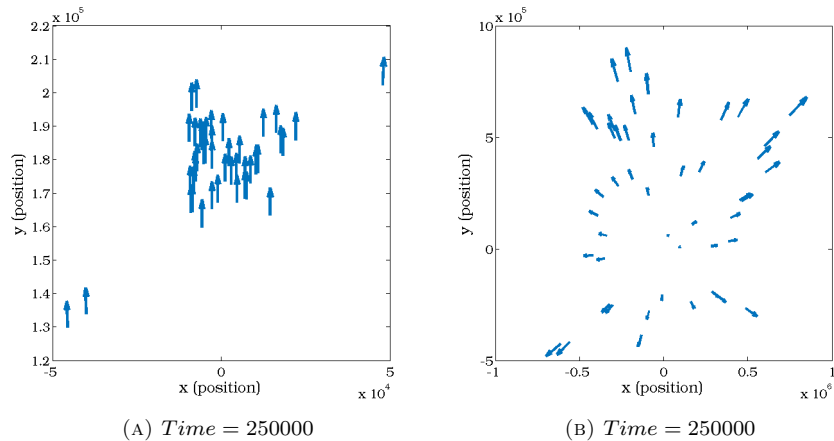 x 10^5
2.2
2.1
2
1.9
1.8
1.7
1.6
1.5
1.4
1.3
1.2
-5
0
5
x 10^4
x (position)
y (position)
(A) Time = 250000
x 10^5
10
5
0
-5
-1
-0.5
0
0.5
1
x 10^6
x (position)
y (position)
(B) Time = 250000